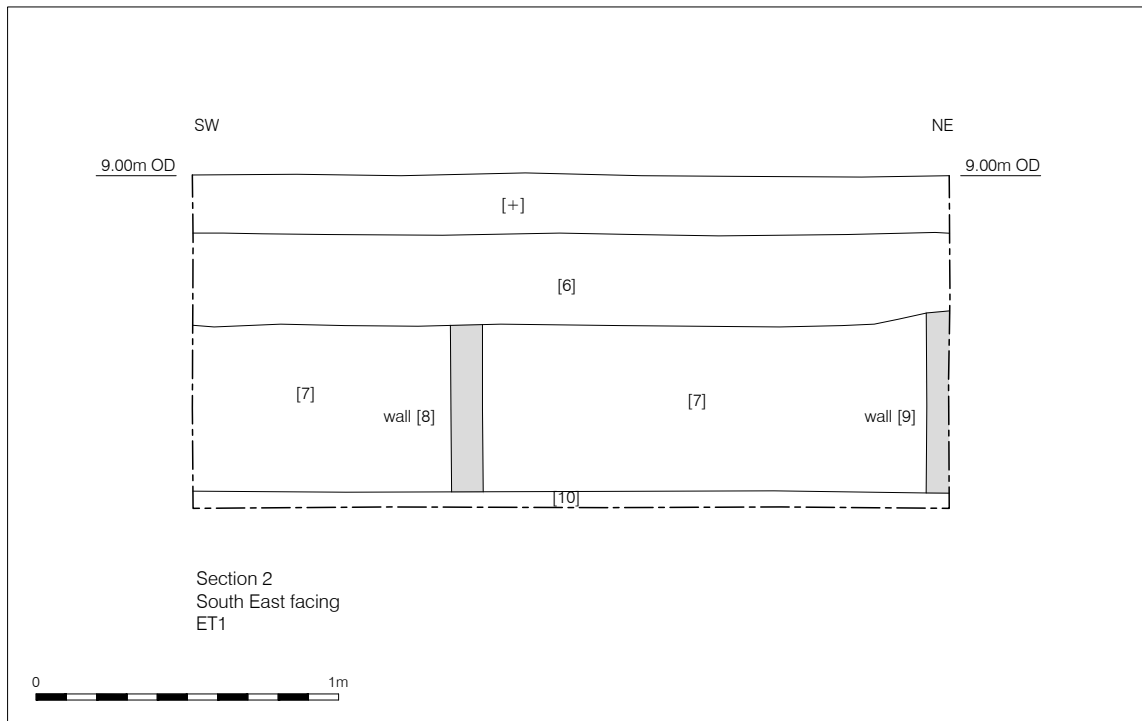 SW NE
9.00m OD 9.00m OD
[+]
[6]
[7] [7]
wall [8] wall [9]
[10]
Section 2
South East facing
ET1
0 1m